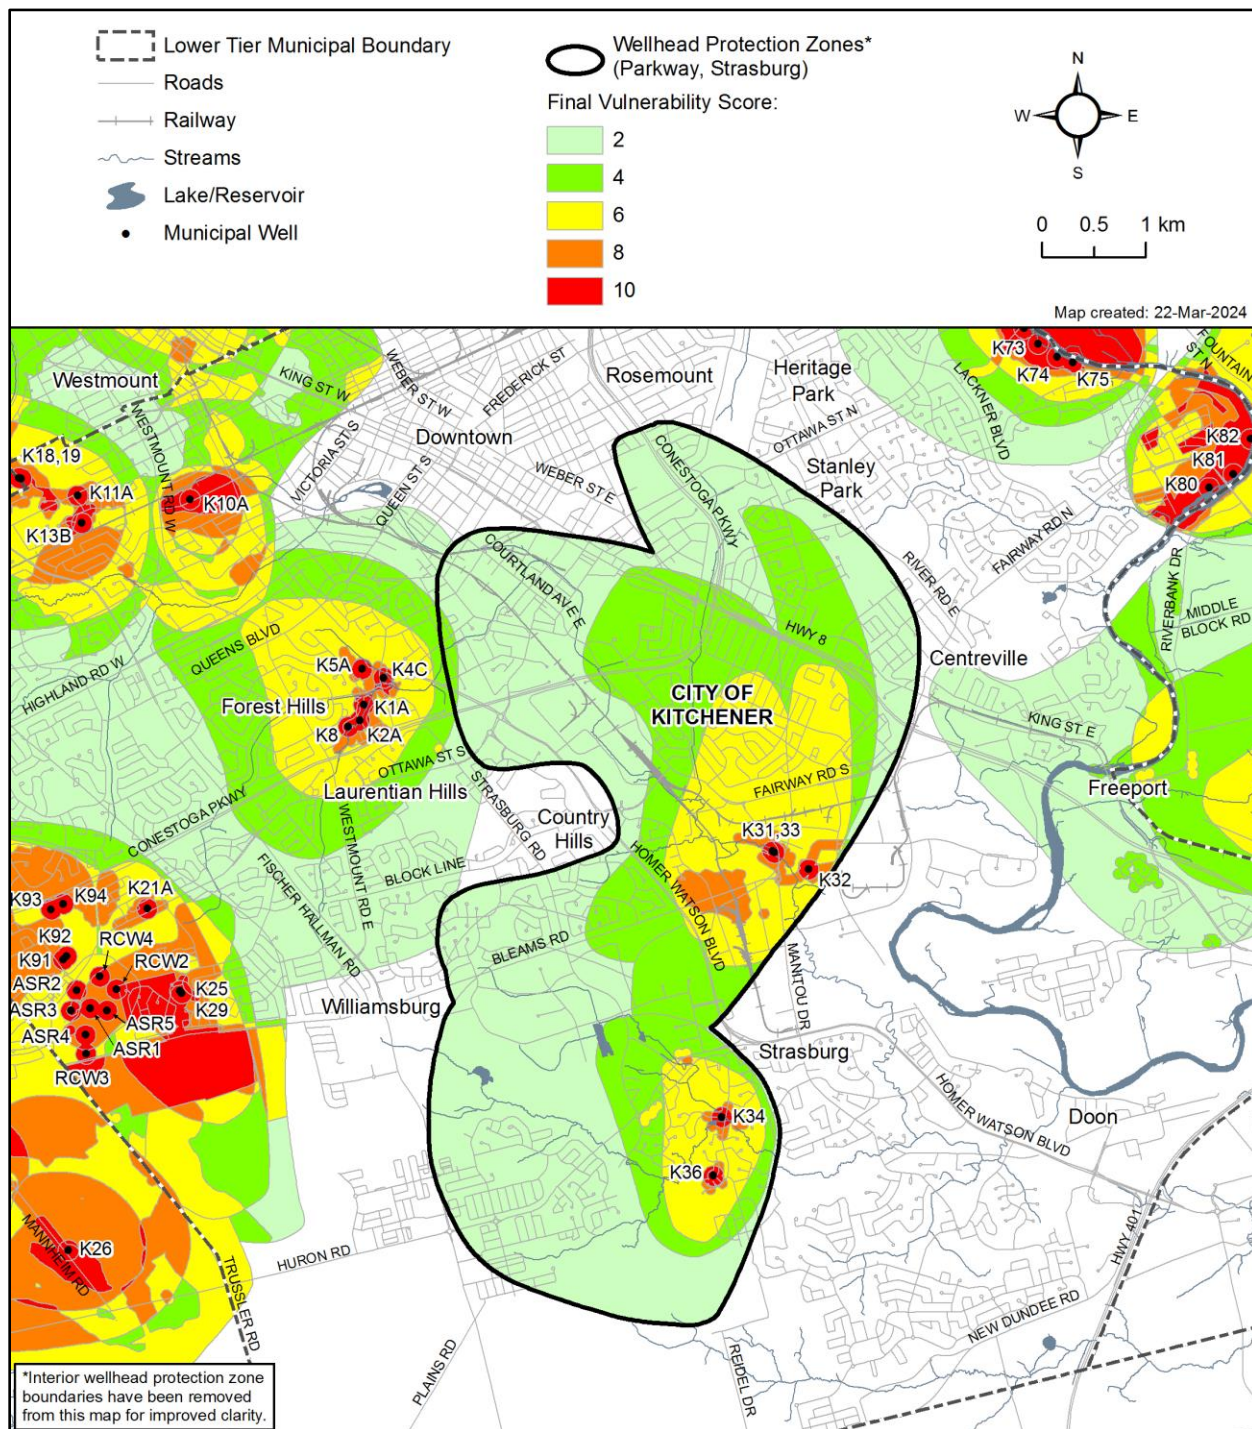 Lower Tier Municipal Boundary
Roads
Railway
Streams
Lake/Reservoir
Municipal Well
Wellhead Protection Zones*
(Parkway, Strasburg)
Final Vulnerability Score:
2
4
6
8
10
N
W
E
S
0 0.5 1 km
Map created: 22-Mar-2024
Westmount
KING ST W
WEBER ST W
FREDERICK ST
Rosemount
Heritage
Park
LACKNER BLVD
K73
K74
K75
FOUNTAIN
ST N
WESTMOUNT RD W
VICTORIA ST S
QUEEN ST S
Downtown
WEBER ST E
CONESTOGA PKWY
OTTAWA ST N
Stanley
Park
K82
K81
K80
K18,19
K11A
K10A
K13B
COURTLAND AVE E
RIVER RD E
FAIRWAY RD N
RIVERBANK DR
MIDDLE
BLOCK RD
HWY 8
HIGHLAND RD W
QUEENS BLVD
K5A
K4C
Centreville
Forest Hills
K1A
K8
K2A
CITY OF
KITCHENER
KING ST E
OTTAWA ST S
FAIRWAY RD S
Freeport
Laurentian Hills
STRASBURG RD
Country
Hills
CONESTOGA PKWY
WESTMOUNT RD E
BLOCK LINE
K31,33
K32
HOMER WATSON BLVD
FISCHER HALLMAN RD
K93
K94
K21A
K92
RCW4
K91
RCW2
ASR2
K25
ASR3
K29
ASR5
ASR4
ASR1
RCW3
BLEAMS RD
MANITOU DR
Williamsburg
Strasburg
HOMER WATSON BLVD
Doon
K34
K36
K26
MANNHEIM RD
HURON RD
TRUSSLER RD
HWY 401
NEW DUNDEE RD
PLAINS RD
REIDEL DR
*Interior wellhead protection zone
boundaries have been removed
from this map for improved clarity.